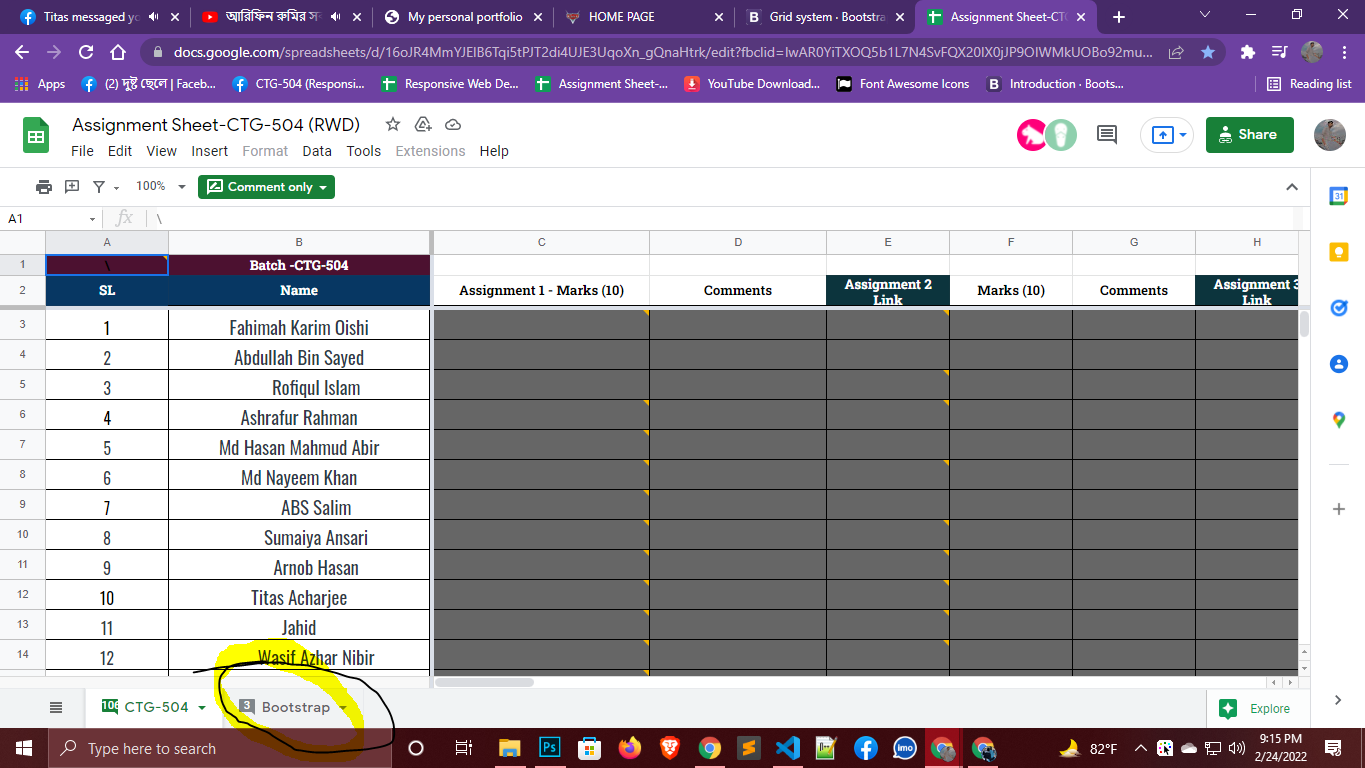 Titas messaged yo
আরিফিন রুমির সব
My personal portfolio
HOME PAGE
Grid system · Bootstra
Assignment Sheet-CT
docs.google.com/spreadsheets/d/16oJR4MmYJElB6Tqi5tPJT2di4UJE3UqoXn_gQnaHtrk/edit?fbclid=IwAR0YiTXOQ5b1L7N4SvFQX20lX0jJP9OlWMkUOBo92mu...
Apps
(2) দুষ্ট ছেলে | Faceb...
CTG-504 (Responsi...
Responsive Web De...
Assignment Sheet-...
YouTube Download...
Font Awesome Icons
Introduction · Boots...
Reading list
Assignment Sheet-CTG-504 (RWD)
File Edit View Insert Format Data Tools Extensions Help
Share
100%
Comment only
31
A1
fx
\
A B C D E F G H
1 \ Batch -CTG-504
2 SL Name Assignment 1 - Marks (10) Comments Assignment 2 Link Marks (10) Comments Assignment 3 Link
3 1 Fahimah Karim Oishi
4 2 Abdullah Bin Sayed
5 3 Rofiqul Islam
6 4 Ashrafur Rahman
7 5 Md Hasan Mahmud Abir
8 6 Md Nayeem Khan
9 7 ABS Salim
10 8 Sumaiya Ansari
11 9 Arnob Hasan
12 10 Titas Acharjee
13 11 Jahid
14 12 Wasif Azhar Nibir
106 CTG-504
3 Bootstrap
Explore
Type here to search
Ps
imo
82°F
9:15 PM
2/24/2022